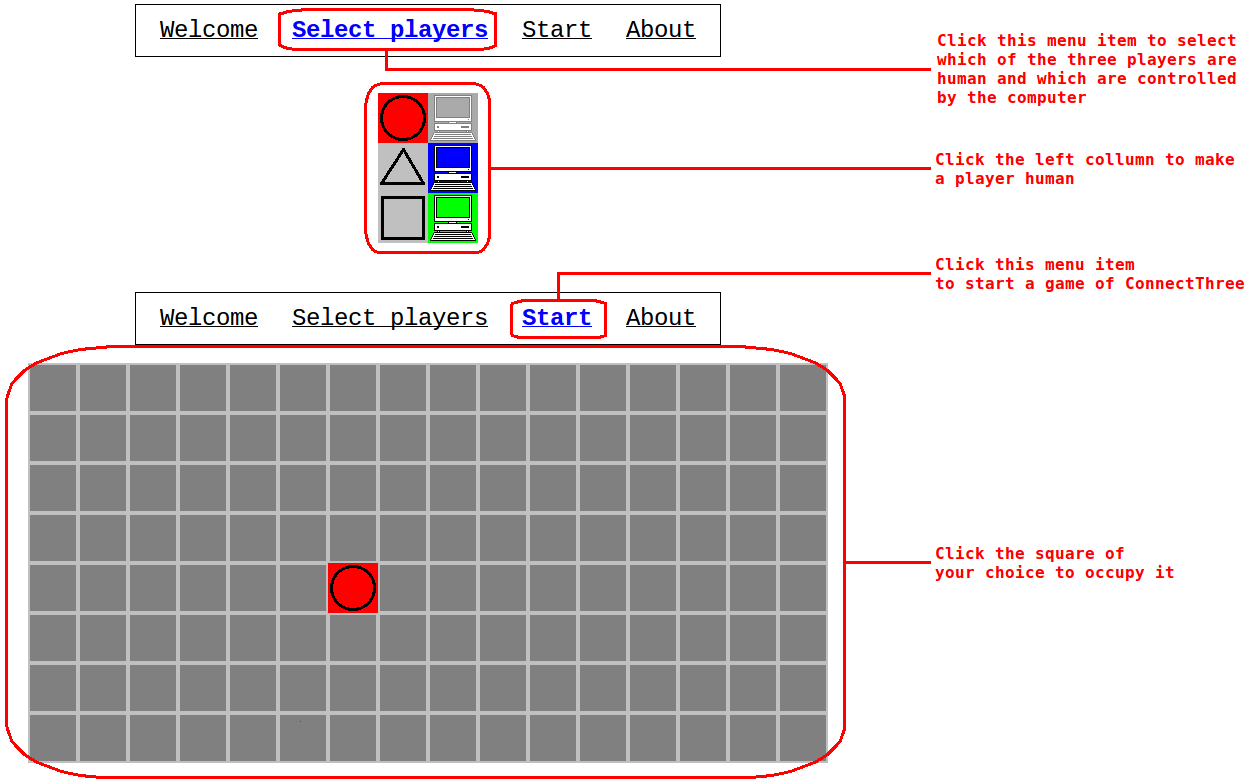 Welcome Select players Start About
Click this menu item to select
which of the three players are
human and which are controlled
by the computer
Click the left collumn to make
a player human
Click this menu item
to start a game of ConnectThree
Welcome Select players Start About
Click the square of
your choice to occupy it